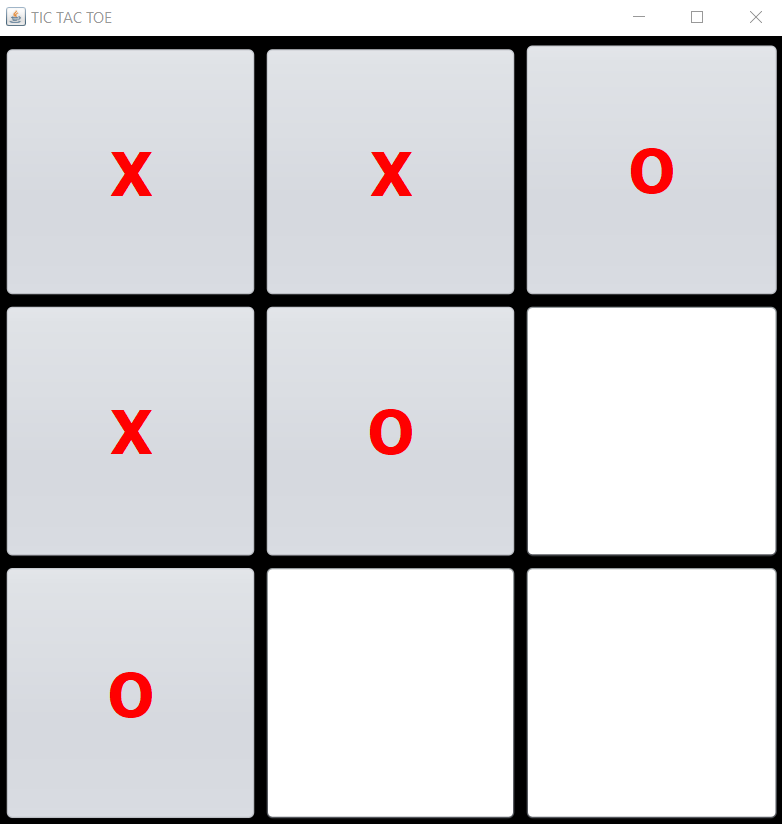 TIC TAC TOE
X X O
X O
O